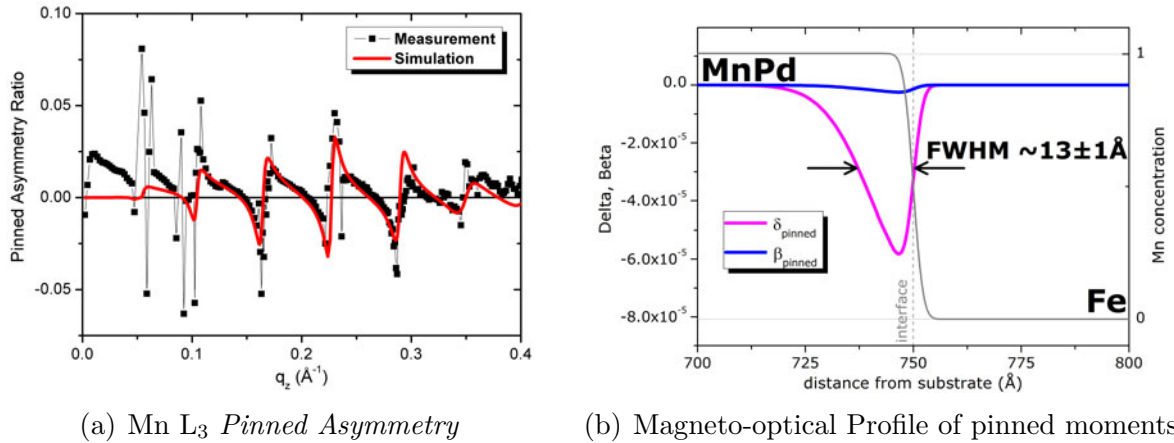 0.10
0.05
0.00
-0.05
Pinned Asymmetry Ratio
Measurement
Simulation
0.0 0.1 0.2 0.3 0.4
q_z (Å⁻¹)
(a) Mn L₃ Pinned Asymmetry
MnPd
Fe
FWHM ~13±1Å
δ_pinned
β_pinned
interface
0.0
-2.0x10⁻⁵
-4.0x10⁻⁵
-6.0x10⁻⁵
-8.0x10⁻⁵
Delta, Beta
1
0
Mn concentration
700 725 750 775 800
distance from substrate (Å)
(b) Magneto-optical Profile of pinned moments